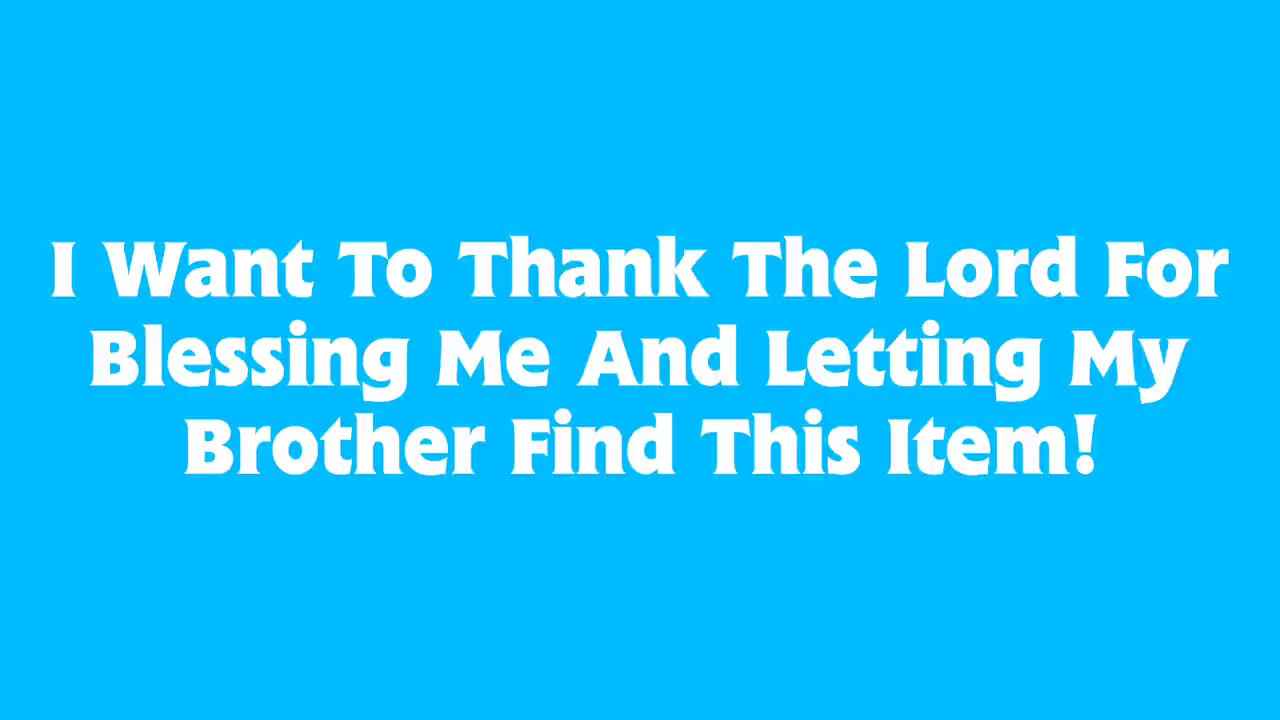 I Want To Thank The Lord For
Blessing Me And Letting My
Brother Find This Item!